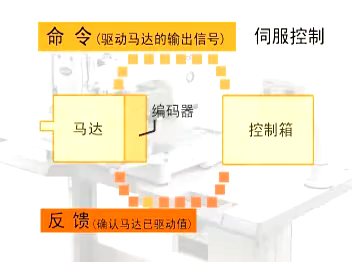 命令(驱动马达的输出信号)
伺服控制
编码器
马达
控制箱
反馈(确认马达已驱动值)